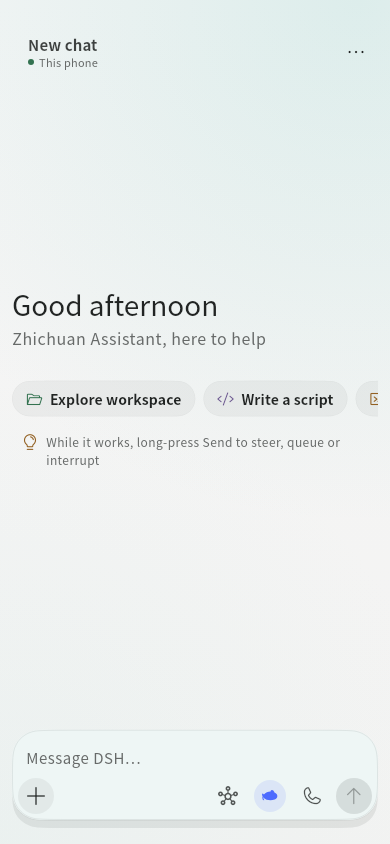 New chat
This phone
Good afternoon
Zhichuan Assistant, here to help
Explore workspace
Write a script
While it works, long-press Send to steer, queue or
interrupt
Message DSH…